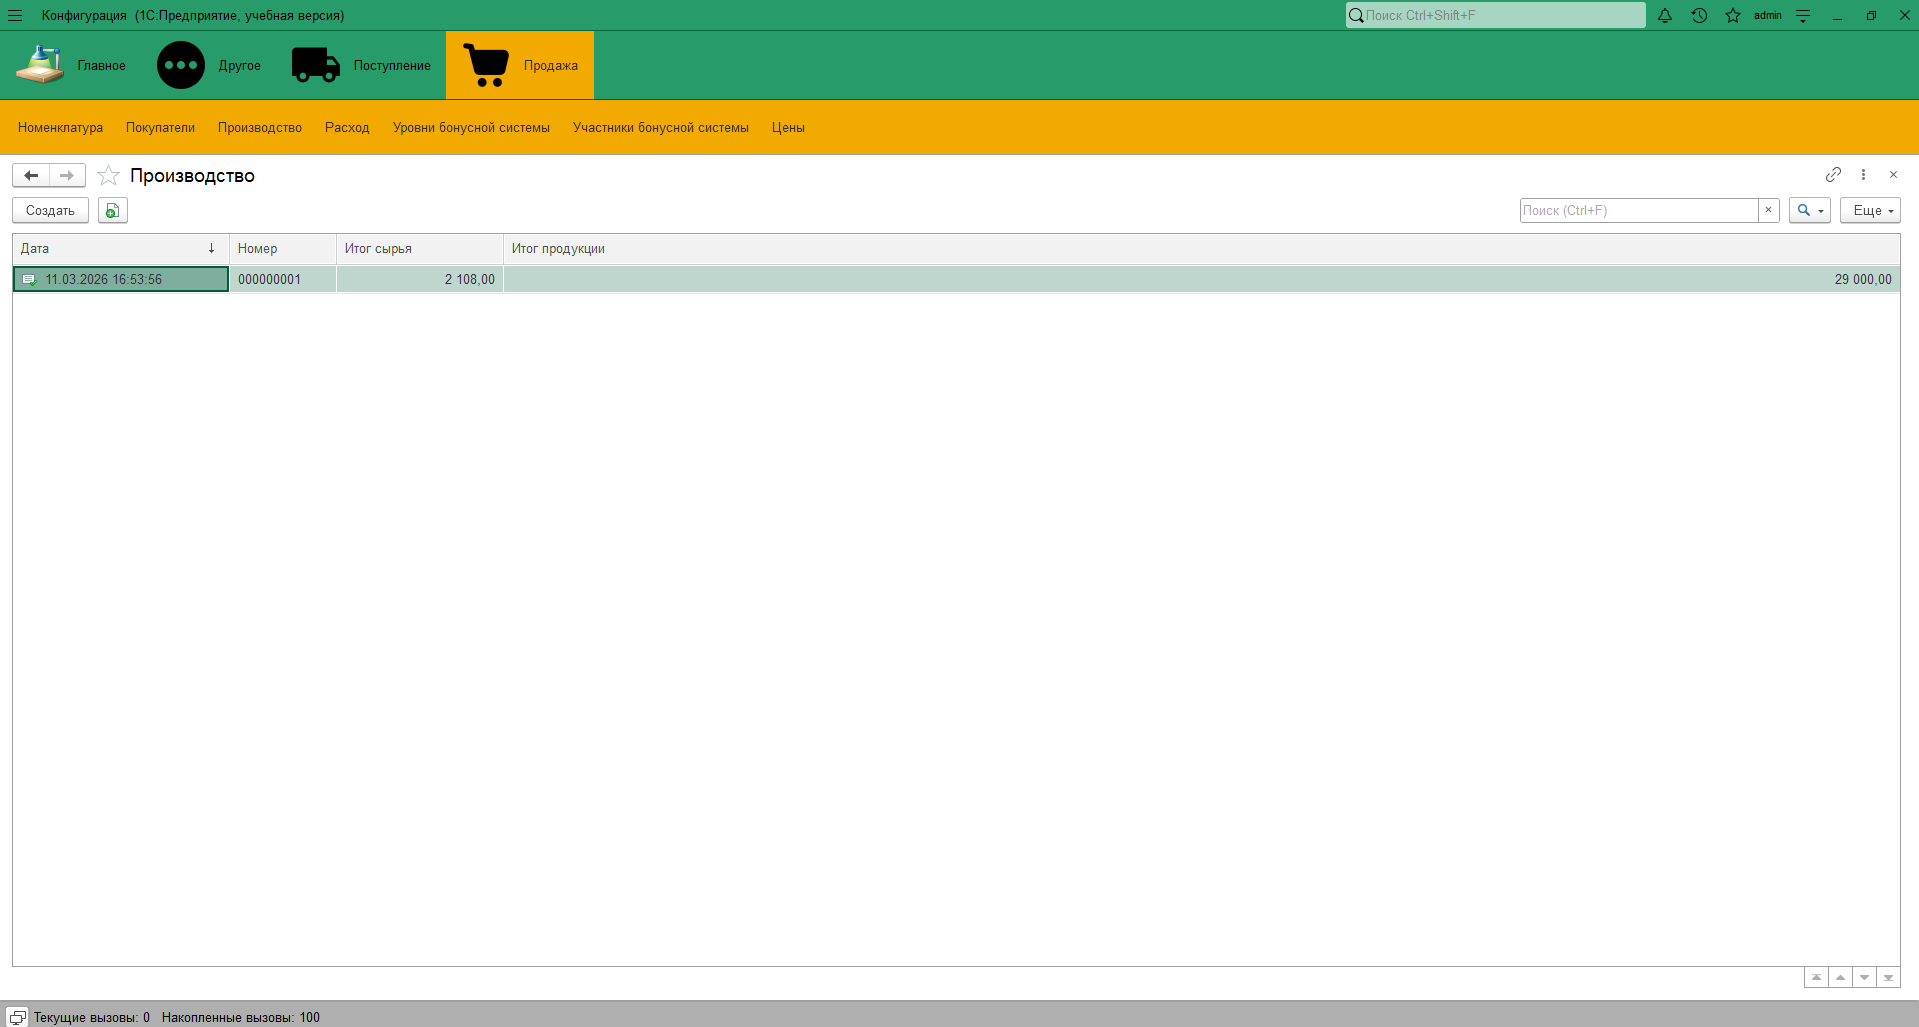 Конфигурация (1С:Предприятие, учебная версия) Поиск Ctrl+Shift+F admin
Главное Другое Поступление Продажа
Номенклатура Покупатели Производство Расход Уровни бонусной системы Участники бонусной системы Цены
Производство
Создать Поиск (Ctrl+F) × Еще
Дата ↓ Номер Итог сырья Итог продукции
11.03.2026 16:53:56 000000001 2 108,00 29 000,00
Текущие вызовы: 0 Накопленные вызовы: 100